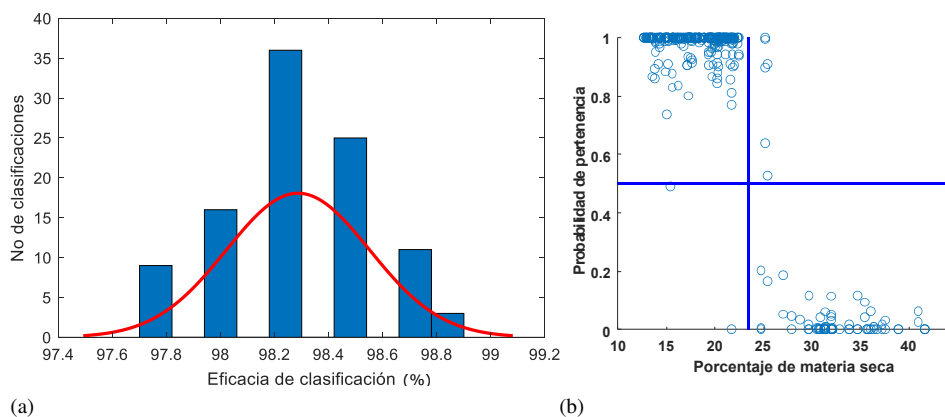 40
35
30
25
20
15
10
5
0
No de clasificaciones
97.4 97.6 97.8 98 98.2 98.4 98.6 98.8 99 99.2
Eficacia de clasificación (%)
(a)
1
0.8
0.6
0.4
0.2
0
Probabilidad de pertenencia
10 15 20 25 30 35 40
Porcentaje de materia seca
(b)